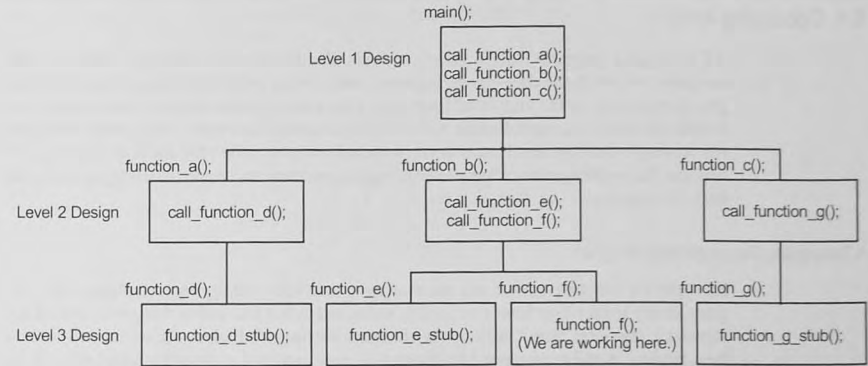 main();
Level 1 Design
call_function_a();
call_function_b();
call_function_c();
function_a();
function_b();
function_c();
Level 2 Design
call_function_d();
call_function_e();
call_function_f();
call_function_g();
function_d();
function_e();
function_f();
function_g();
Level 3 Design
function_d_stub();
function_e_stub();
function_f();
(We are working here.)
function_g_stub();